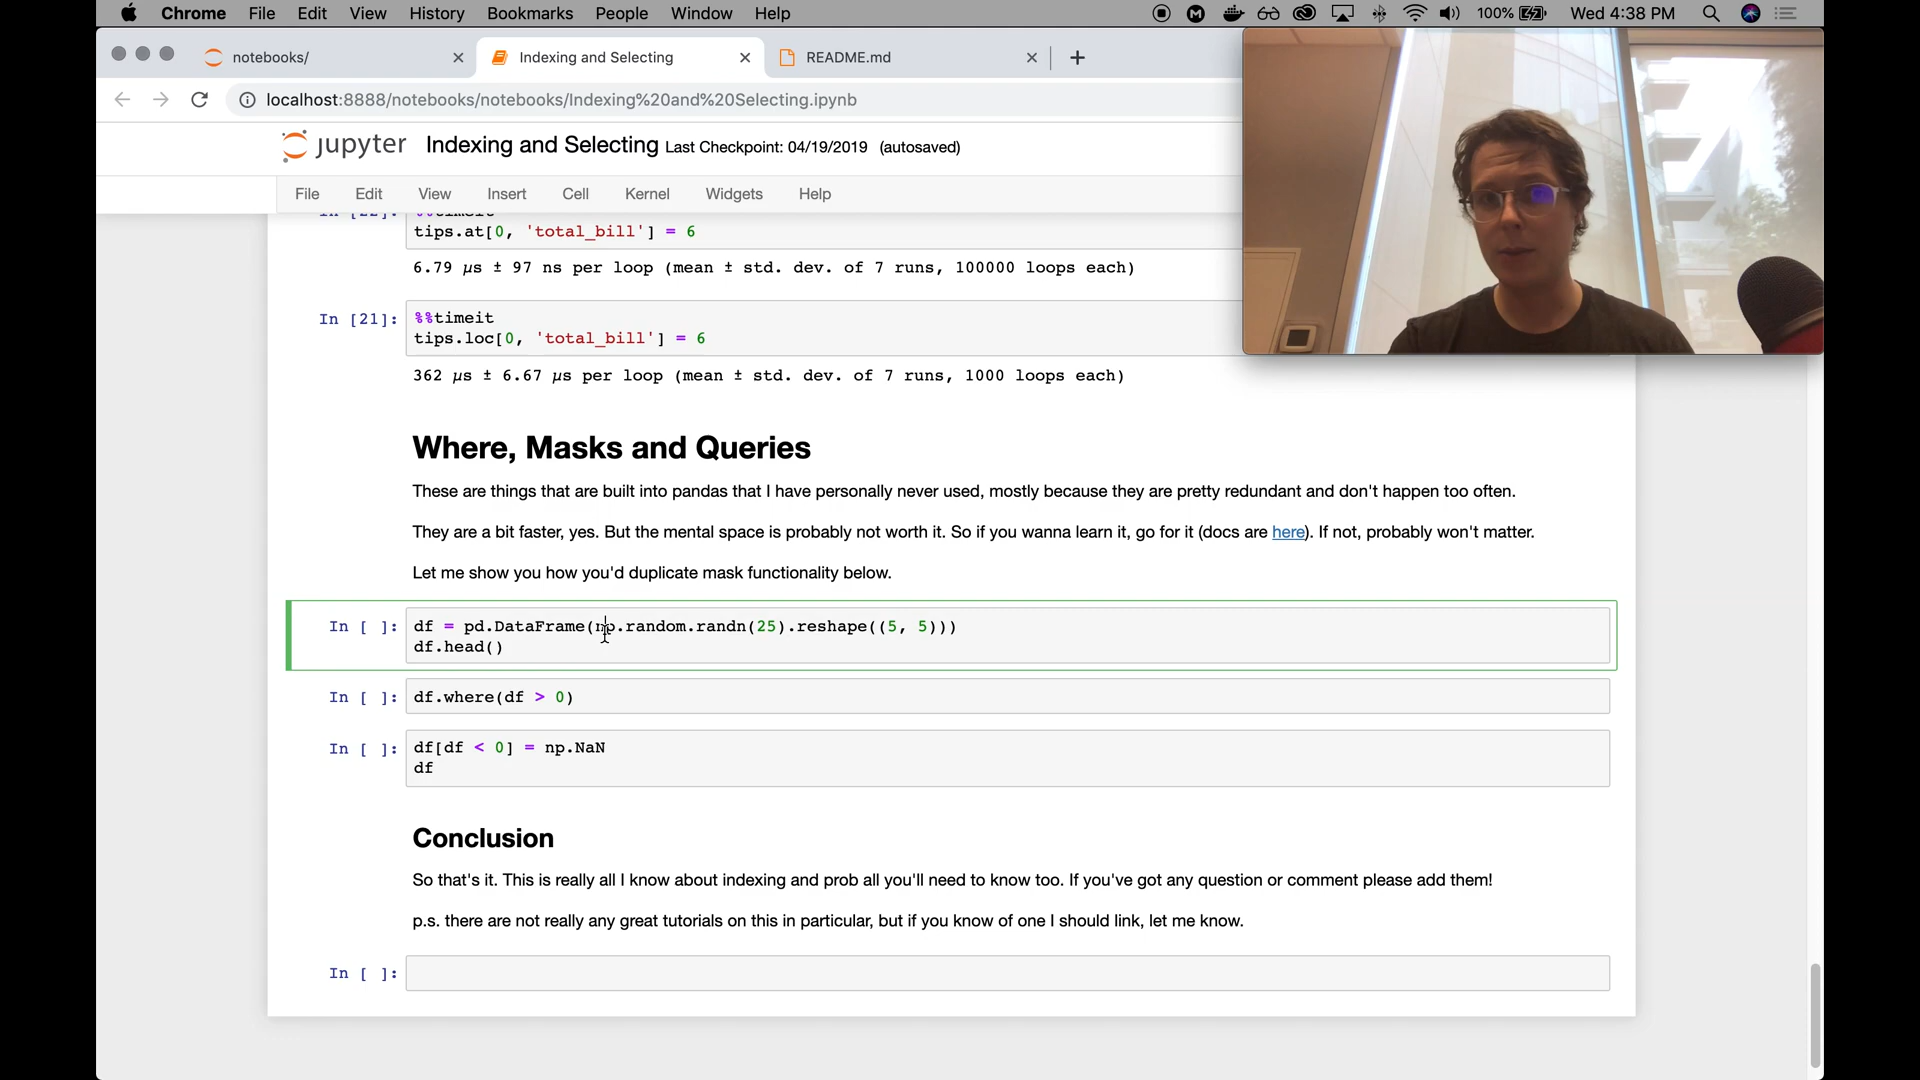 Chrome File Edit View History Bookmarks People Window Help 100% Wed 4:38 PM
notebooks/ Indexing and Selecting README.md
localhost:8888/notebooks/notebooks/Indexing%20and%20Selecting.ipynb
jupyter Indexing and Selecting Last Checkpoint: 04/19/2019 (autosaved)
File Edit View Insert Cell Kernel Widgets Help
In [22]: %%timeit
tips.at[0, 'total_bill'] = 6
6.79 µs ± 97 ns per loop (mean ± std. dev. of 7 runs, 100000 loops each)
In [21]: %%timeit
tips.loc[0, 'total_bill'] = 6
362 µs ± 6.67 µs per loop (mean ± std. dev. of 7 runs, 1000 loops each)
Where, Masks and Queries
These are things that are built into pandas that I have personally never used, mostly because they are pretty redundant and don't happen too often.
They are a bit faster, yes. But the mental space is probably not worth it. So if you wanna learn it, go for it (docs are here). If not, probably won't matter.
Let me show you how you'd duplicate mask functionality below.
In [ ]: df = pd.DataFrame(np.random.randn(25).reshape((5, 5)))
df.head()
In [ ]: df.where(df > 0)
In [ ]: df[df < 0] = np.NaN
df
Conclusion
So that's it. This is really all I know about indexing and prob all you'll need to know too. If you've got any question or comment please add them!
p.s. there are not really any great tutorials on this in particular, but if you know of one I should link, let me know.
In [ ]: